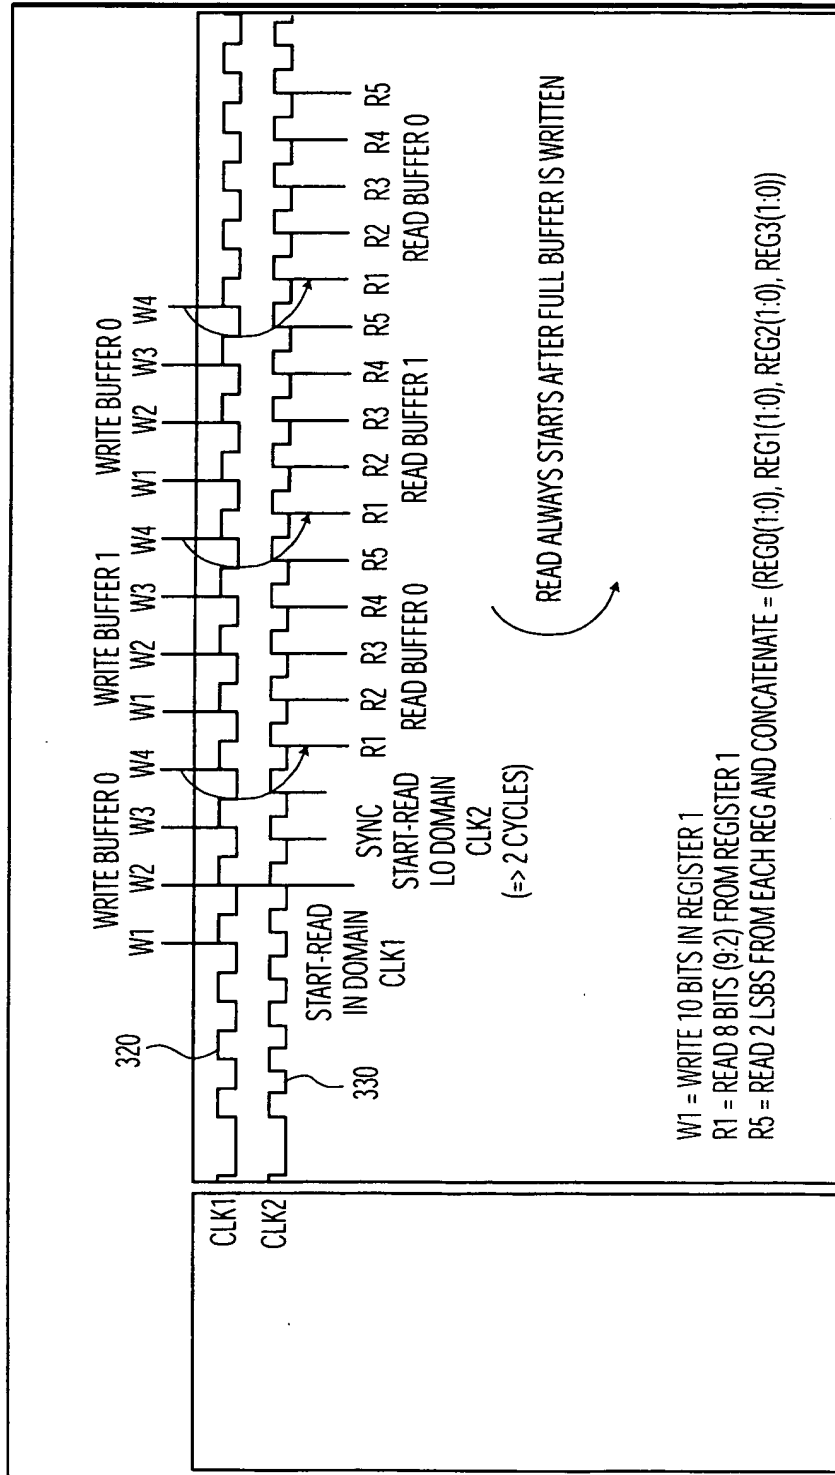 WRITE BUFFER 0
WRITE BUFFER 1
WRITE BUFFER 0
W1 W2 W3 W4 W1 W2 W3 W4 W1 W2 W3 W4
320
CLK1
CLK2
330
START-READ
IN DOMAIN
CLK1
SYNC
START-READ
LO DOMAIN
CLK2
(=> 2 CYCLES)
R1 R2 R3 R4 R5 R1 R2 R3 R4 R5 R1 R2 R3 R4 R5
READ BUFFER 0
READ BUFFER 1
READ BUFFER 0
READ ALWAYS STARTS AFTER FULL BUFFER IS WRITTEN
W1 = WRITE 10 BITS IN REGISTER 1
R1 = READ 8 BITS (9:2) FROM REGISTER 1
R5 = READ 2 LSBS FROM EACH REG AND CONCATENATE = (REG0(1:0), REG1(1:0), REG2(1:0), REG3(1:0))